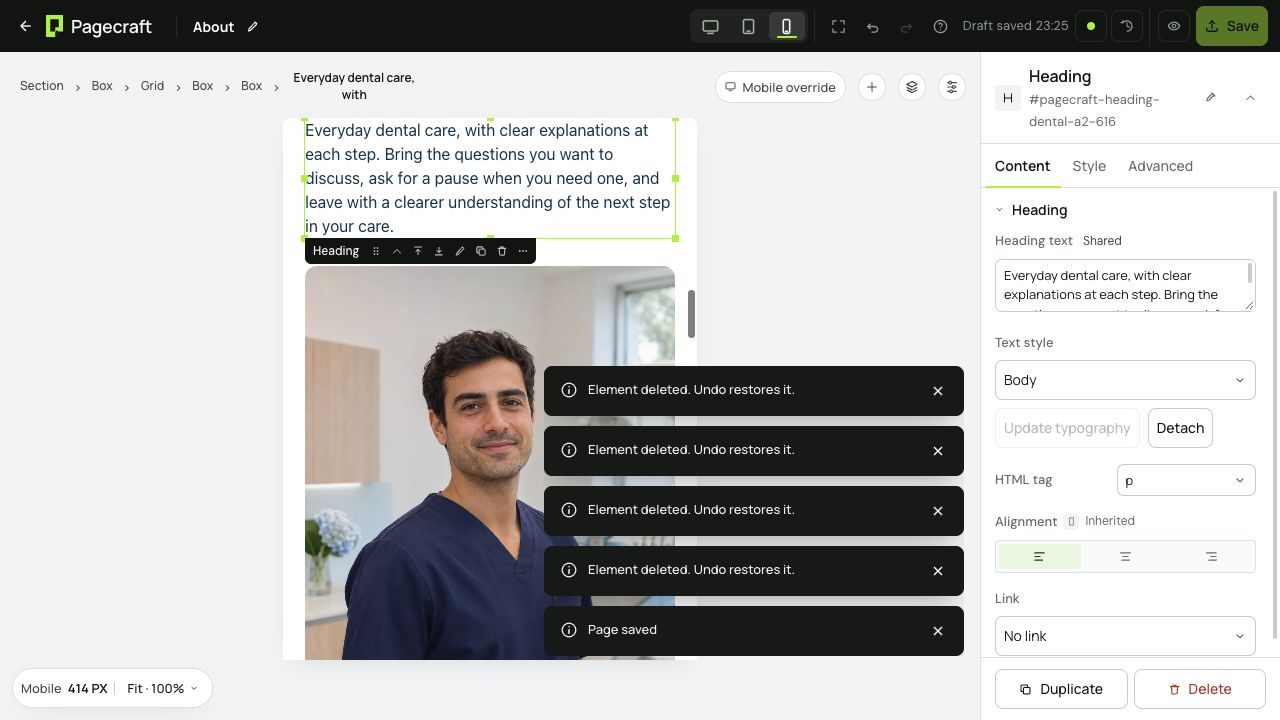 Pagecraft
About
Draft saved 23:25
Save
Section
Box
Grid
Box
Box
Everyday dental care,
with
Mobile override
Everyday dental care, with clear explanations at
each step. Bring the questions you want to
discuss, ask for a pause when you need one, and
leave with a clearer understanding of the next step
in your care.
Heading
Element deleted. Undo restores it.
Element deleted. Undo restores it.
Element deleted. Undo restores it.
Element deleted. Undo restores it.
Page saved
Mobile 414 PX
Fit · 100%
H
Heading
#pagecraft-heading-
dental-a2-616
Content
Style
Advanced
Heading
Heading text Shared
Everyday dental care, with clear
explanations at each step. Bring the
Text style
Body
Update typography
Detach
HTML tag
p
Alignment
Inherited
Link
No link
Duplicate
Delete